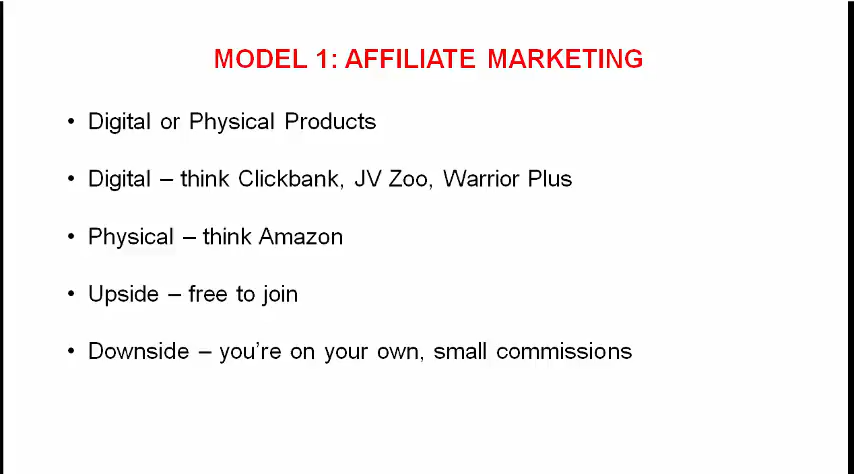 MODEL 1: AFFILIATE MARKETING
• Digital or Physical Products
• Digital – think Clickbank, JV Zoo, Warrior Plus
• Physical – think Amazon
• Upside – free to join
• Downside – you’re on your own, small commissions